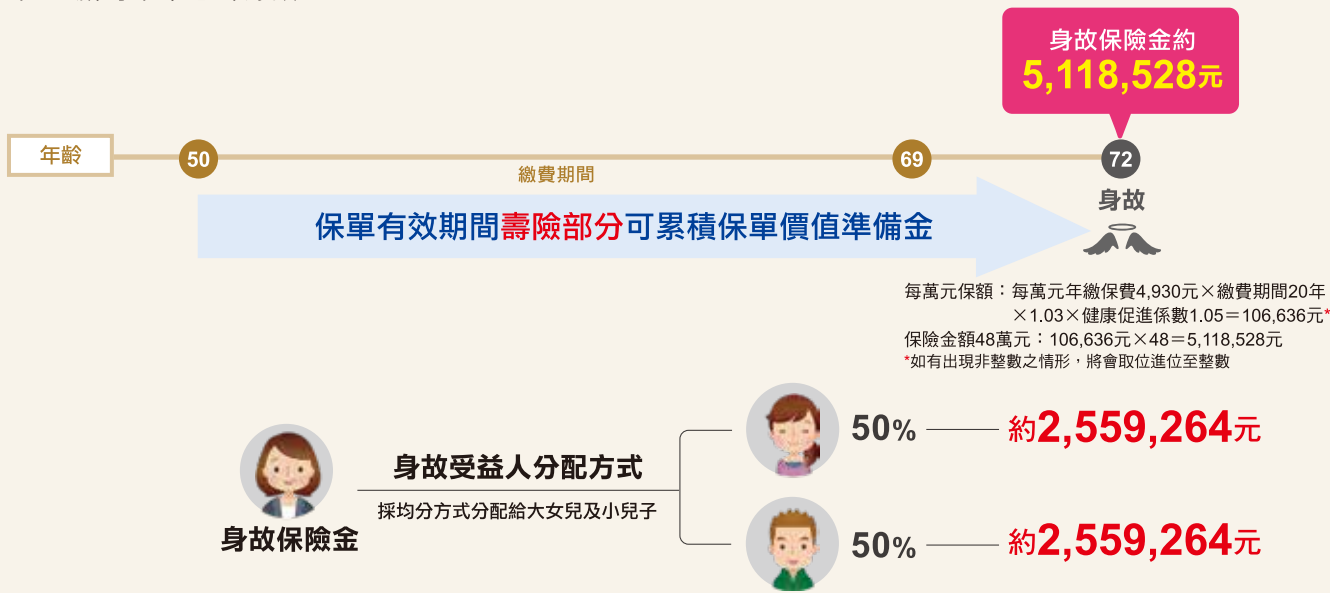 身故保險金約
5,118,528元
年齡
50
69
72
繳費期間
身故
保單有效期間壽險部分可累積保單價值準備金
每萬元保額：每萬元年繳保費4,930元×繳費期間20年
×1.03×健康促進係數1.05＝106,636元*
保險金額48萬元：106,636元×48＝5,118,528元
*如有出現非整數之情形，將會取位進位至整數
身故保險金
身故受益人分配方式
採均分方式分配給大女兒及小兒子
50% 約2,559,264元
50% 約2,559,264元